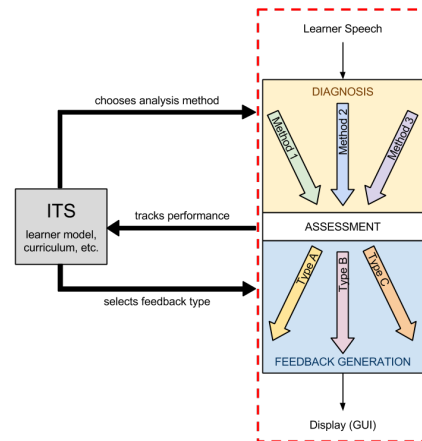 Learner Speech
DIAGNOSIS
chooses analysis method
Method 1
Method 2
Method 3
ITS
learner model,
curriculum, etc.
tracks performance
ASSESSMENT
Type A
Type B
Type C
selects feedback type
FEEDBACK GENERATION
Display (GUI)